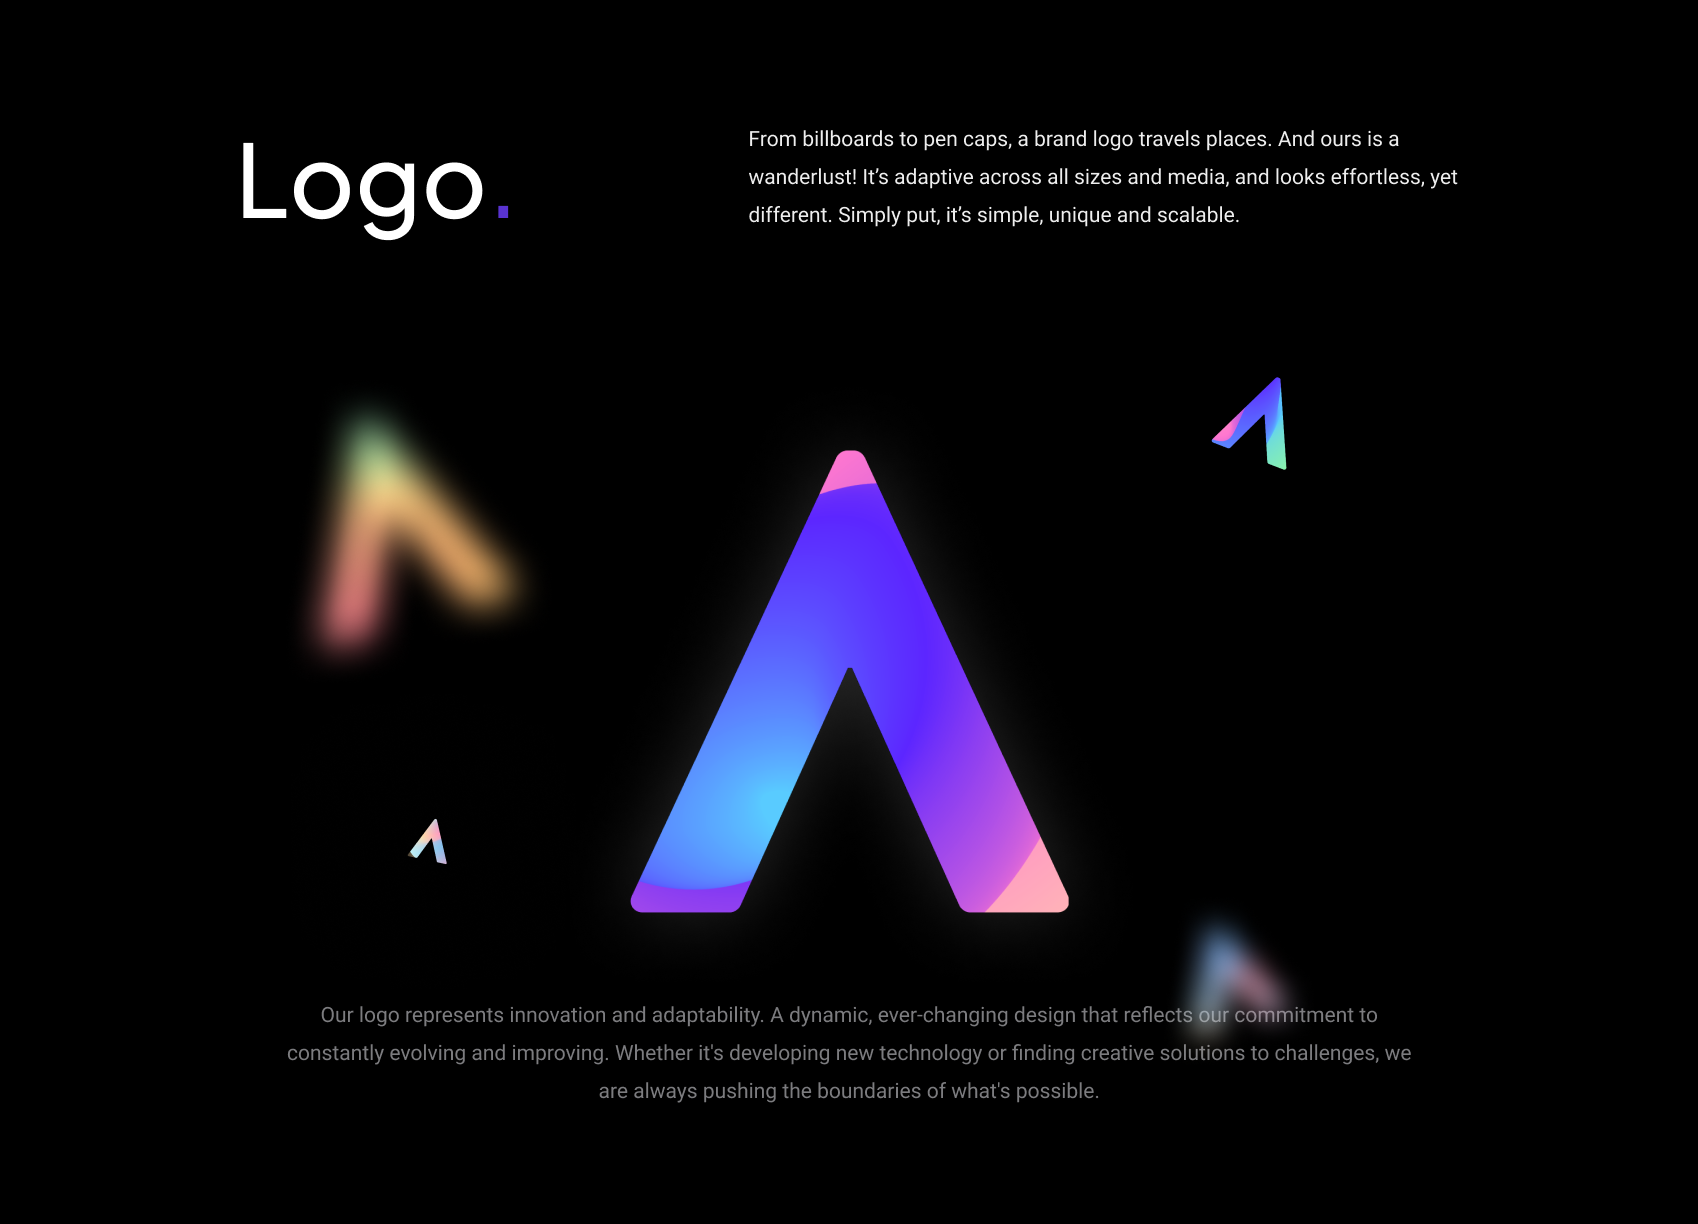 Logo.
From billboards to pen caps, a brand logo travels places. And ours is a
wanderlust! It’s adaptive across all sizes and media, and looks effortless, yet
different. Simply put, it’s simple, unique and scalable.
Our logo represents innovation and adaptability. A dynamic, ever-changing design that reflects our commitment to
constantly evolving and improving. Whether it's developing new technology or finding creative solutions to challenges, we
are always pushing the boundaries of what's possible.